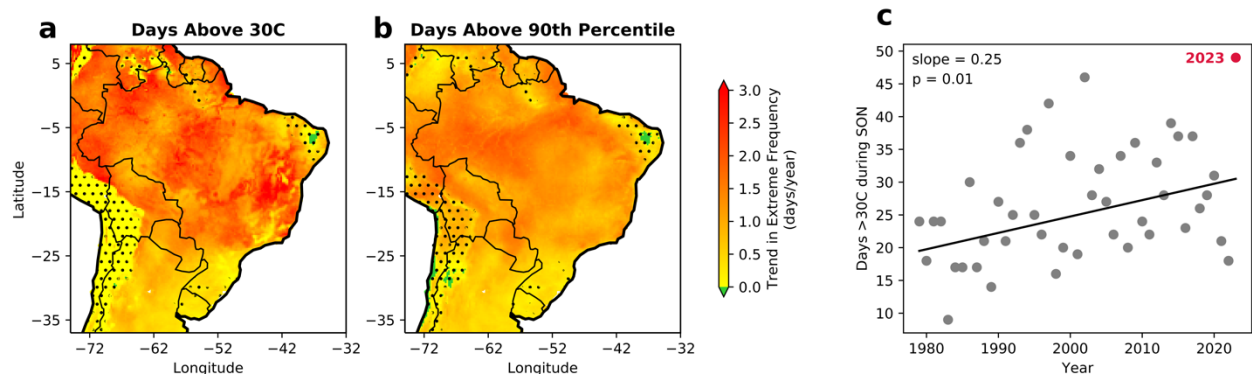 a Days Above 30C
5
−5
−15
−25
−35
Latitude
−72 −62 −52 −42 −32
Longitude
b Days Above 90th Percentile
5
−5
−15
−25
−35
−72 −62 −52 −42 −32
Longitude
3.0
2.5
2.0
1.5
1.0
0.5
0.0
Trend in Extreme Frequency
(days/year)
c
50
45
40
35
30
25
20
15
10
Days >30C during SON
slope = 0.25
p = 0.01
2023
1980 1990 2000 2010 2020
Year